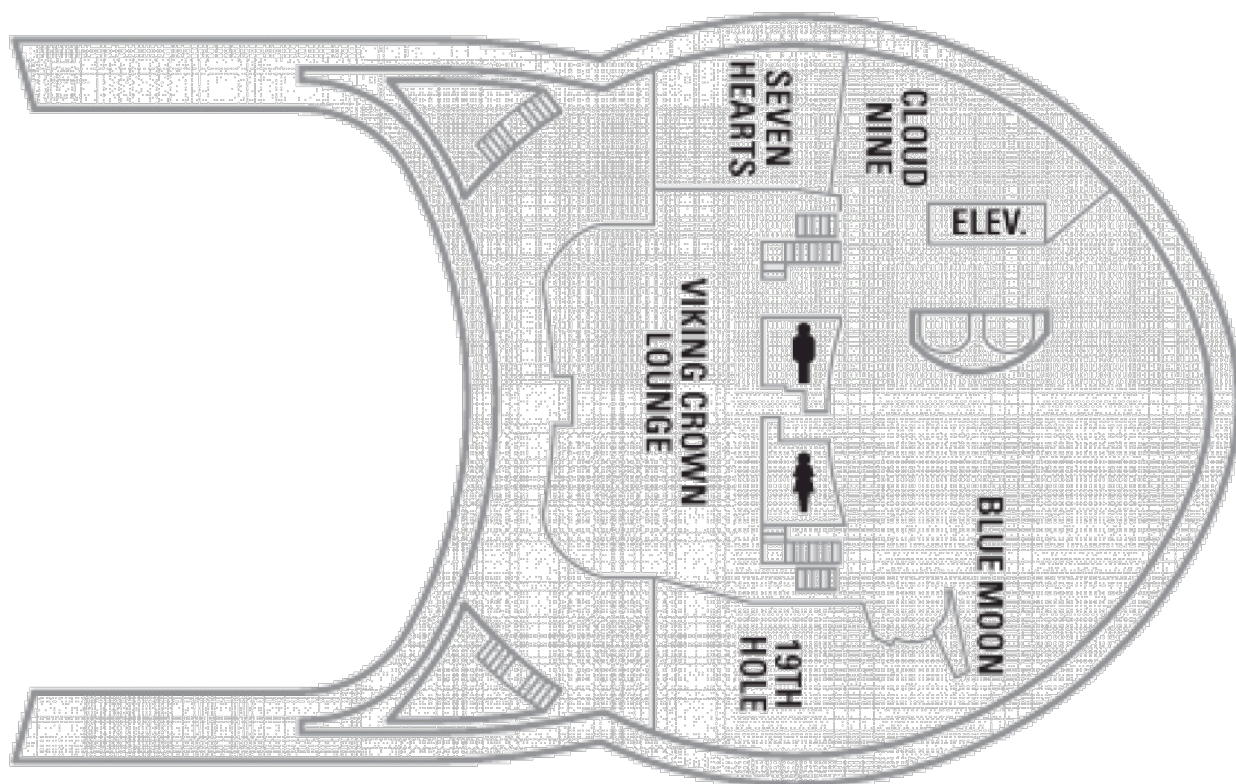 SEVEN
HEARTS
CLOUD
NINE
ELEV.
VIKING CROWN
LOUNGE
BLUE MOON
19TH
HOLE